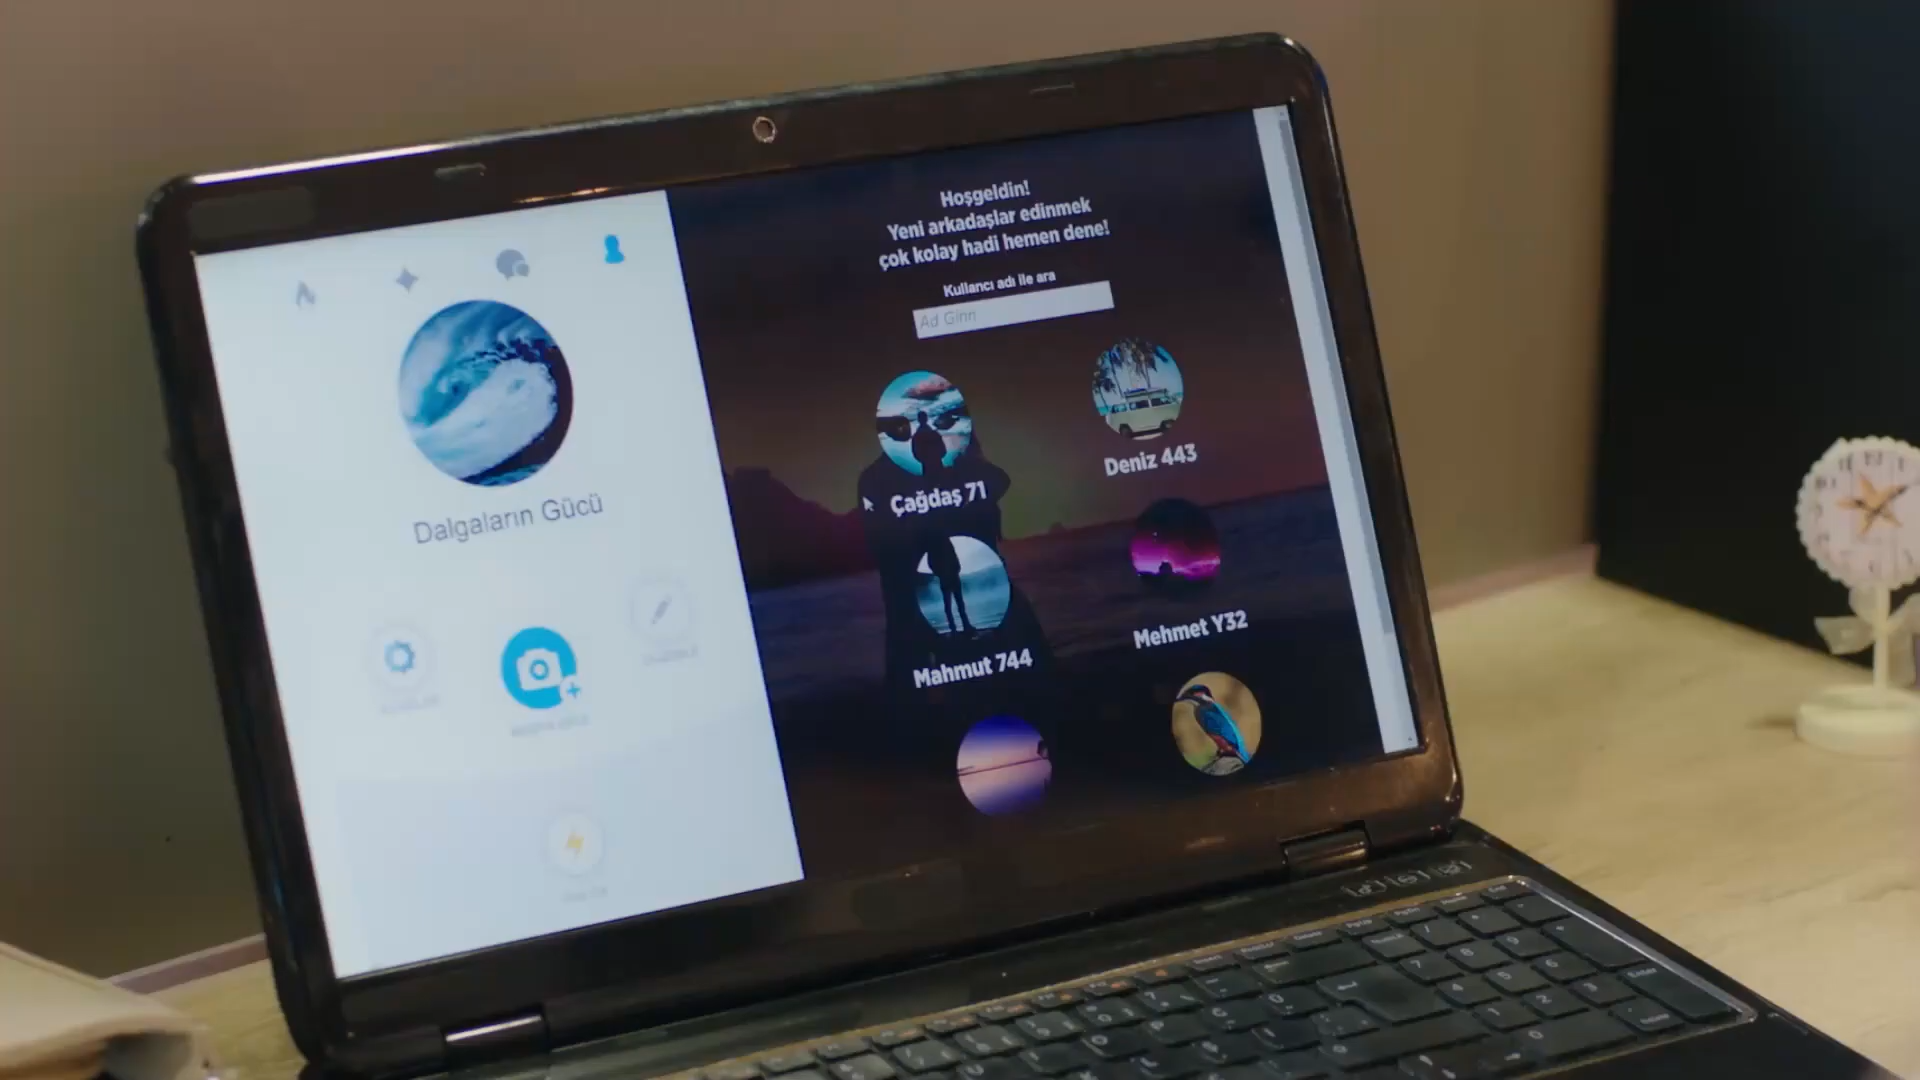 Hoşgeldin!
Yeni arkadaşlar edinmek
çok kolay hadi hemen dene!
Kullancı adı ile ara
Ad Girin
Dalgaların Gücü
Çağdaş 71
Deniz 443
Mahmut 744
Mehmet Y32